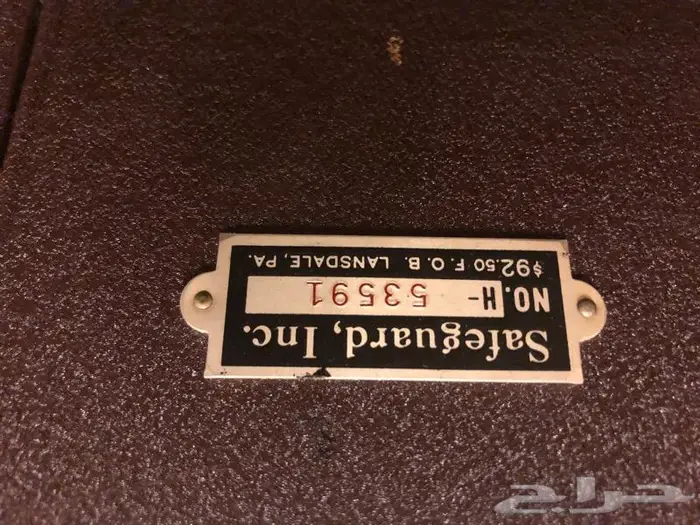 Safeguard, Inc.
NO. H- 53591
$92.50 F.O.B. LANSDALE, PA.
حراج